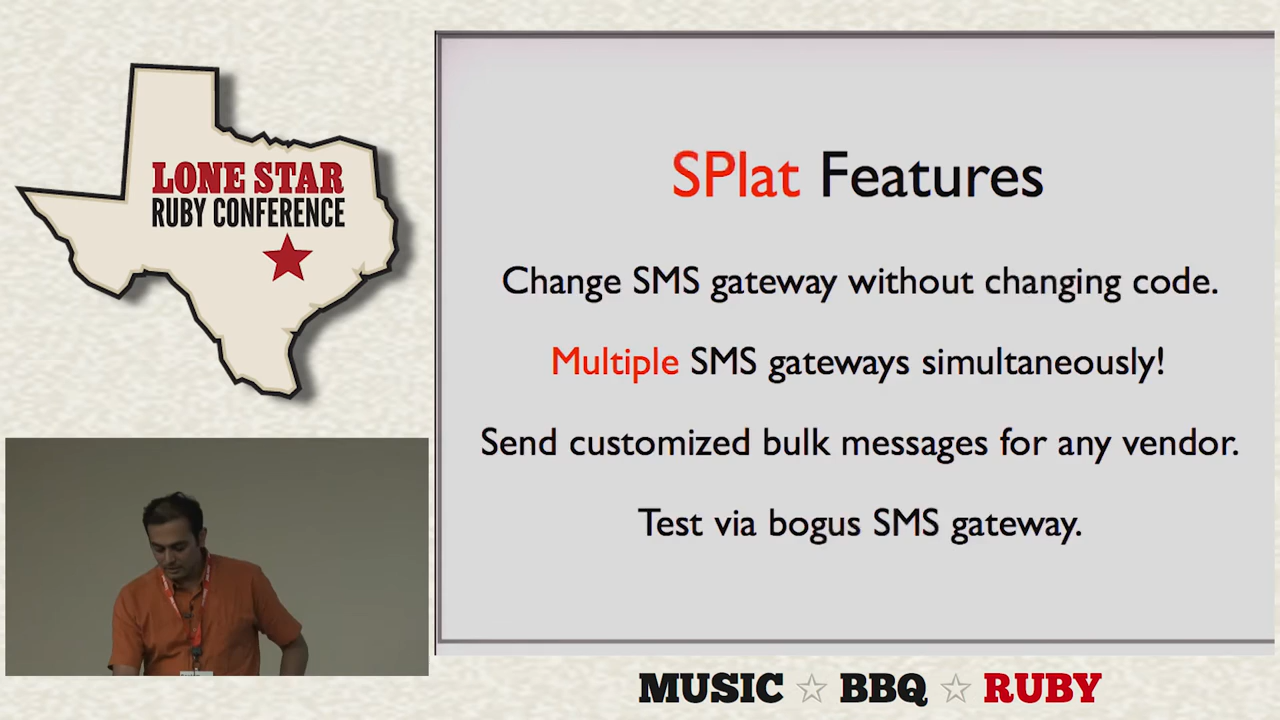 LONE STAR
RUBY CONFERENCE
SPlat Features
Change SMS gateway without changing code.
Multiple SMS gateways simultaneously!
Send customized bulk messages for any vendor.
Test via bogus SMS gateway.
MUSIC ☆ BBQ ☆ RUBY